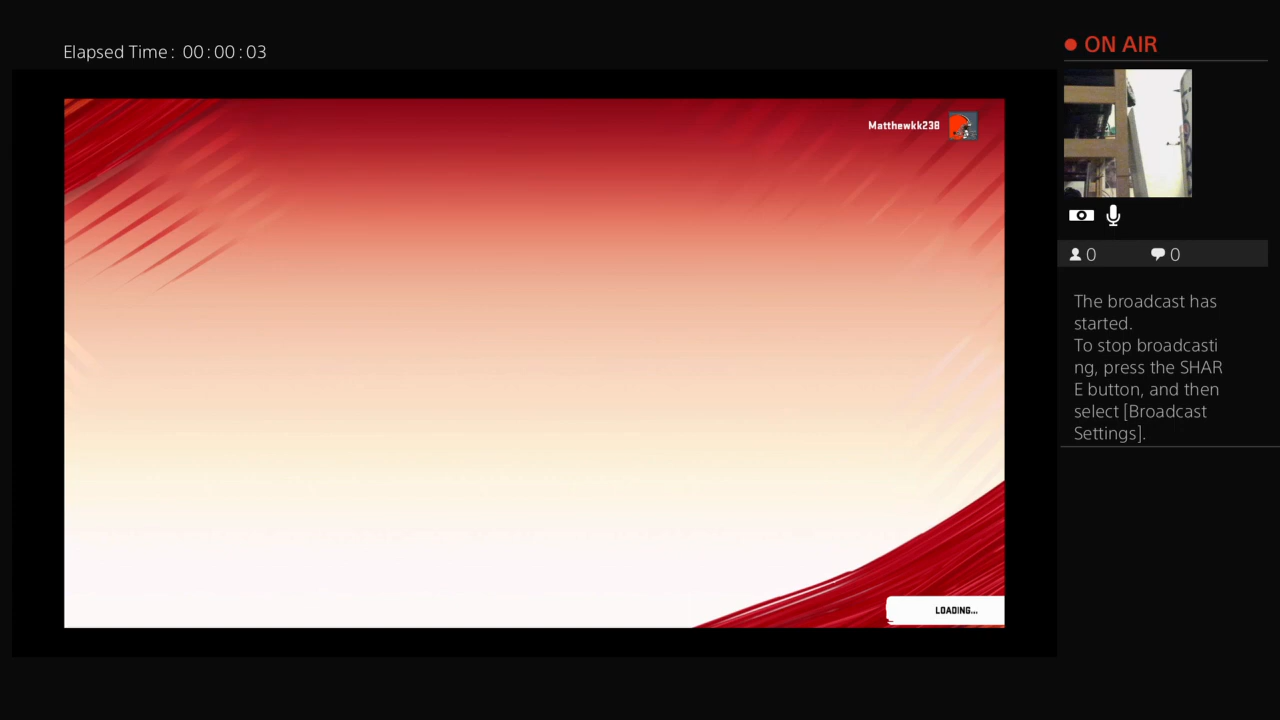 Elapsed Time: 00:00:03
ON AIR
Matthewkk238
0 0
The broadcast has
started.
To stop broadcasti
ng, press the SHAR
E button, and then
select [Broadcast
Settings].
LOADING...